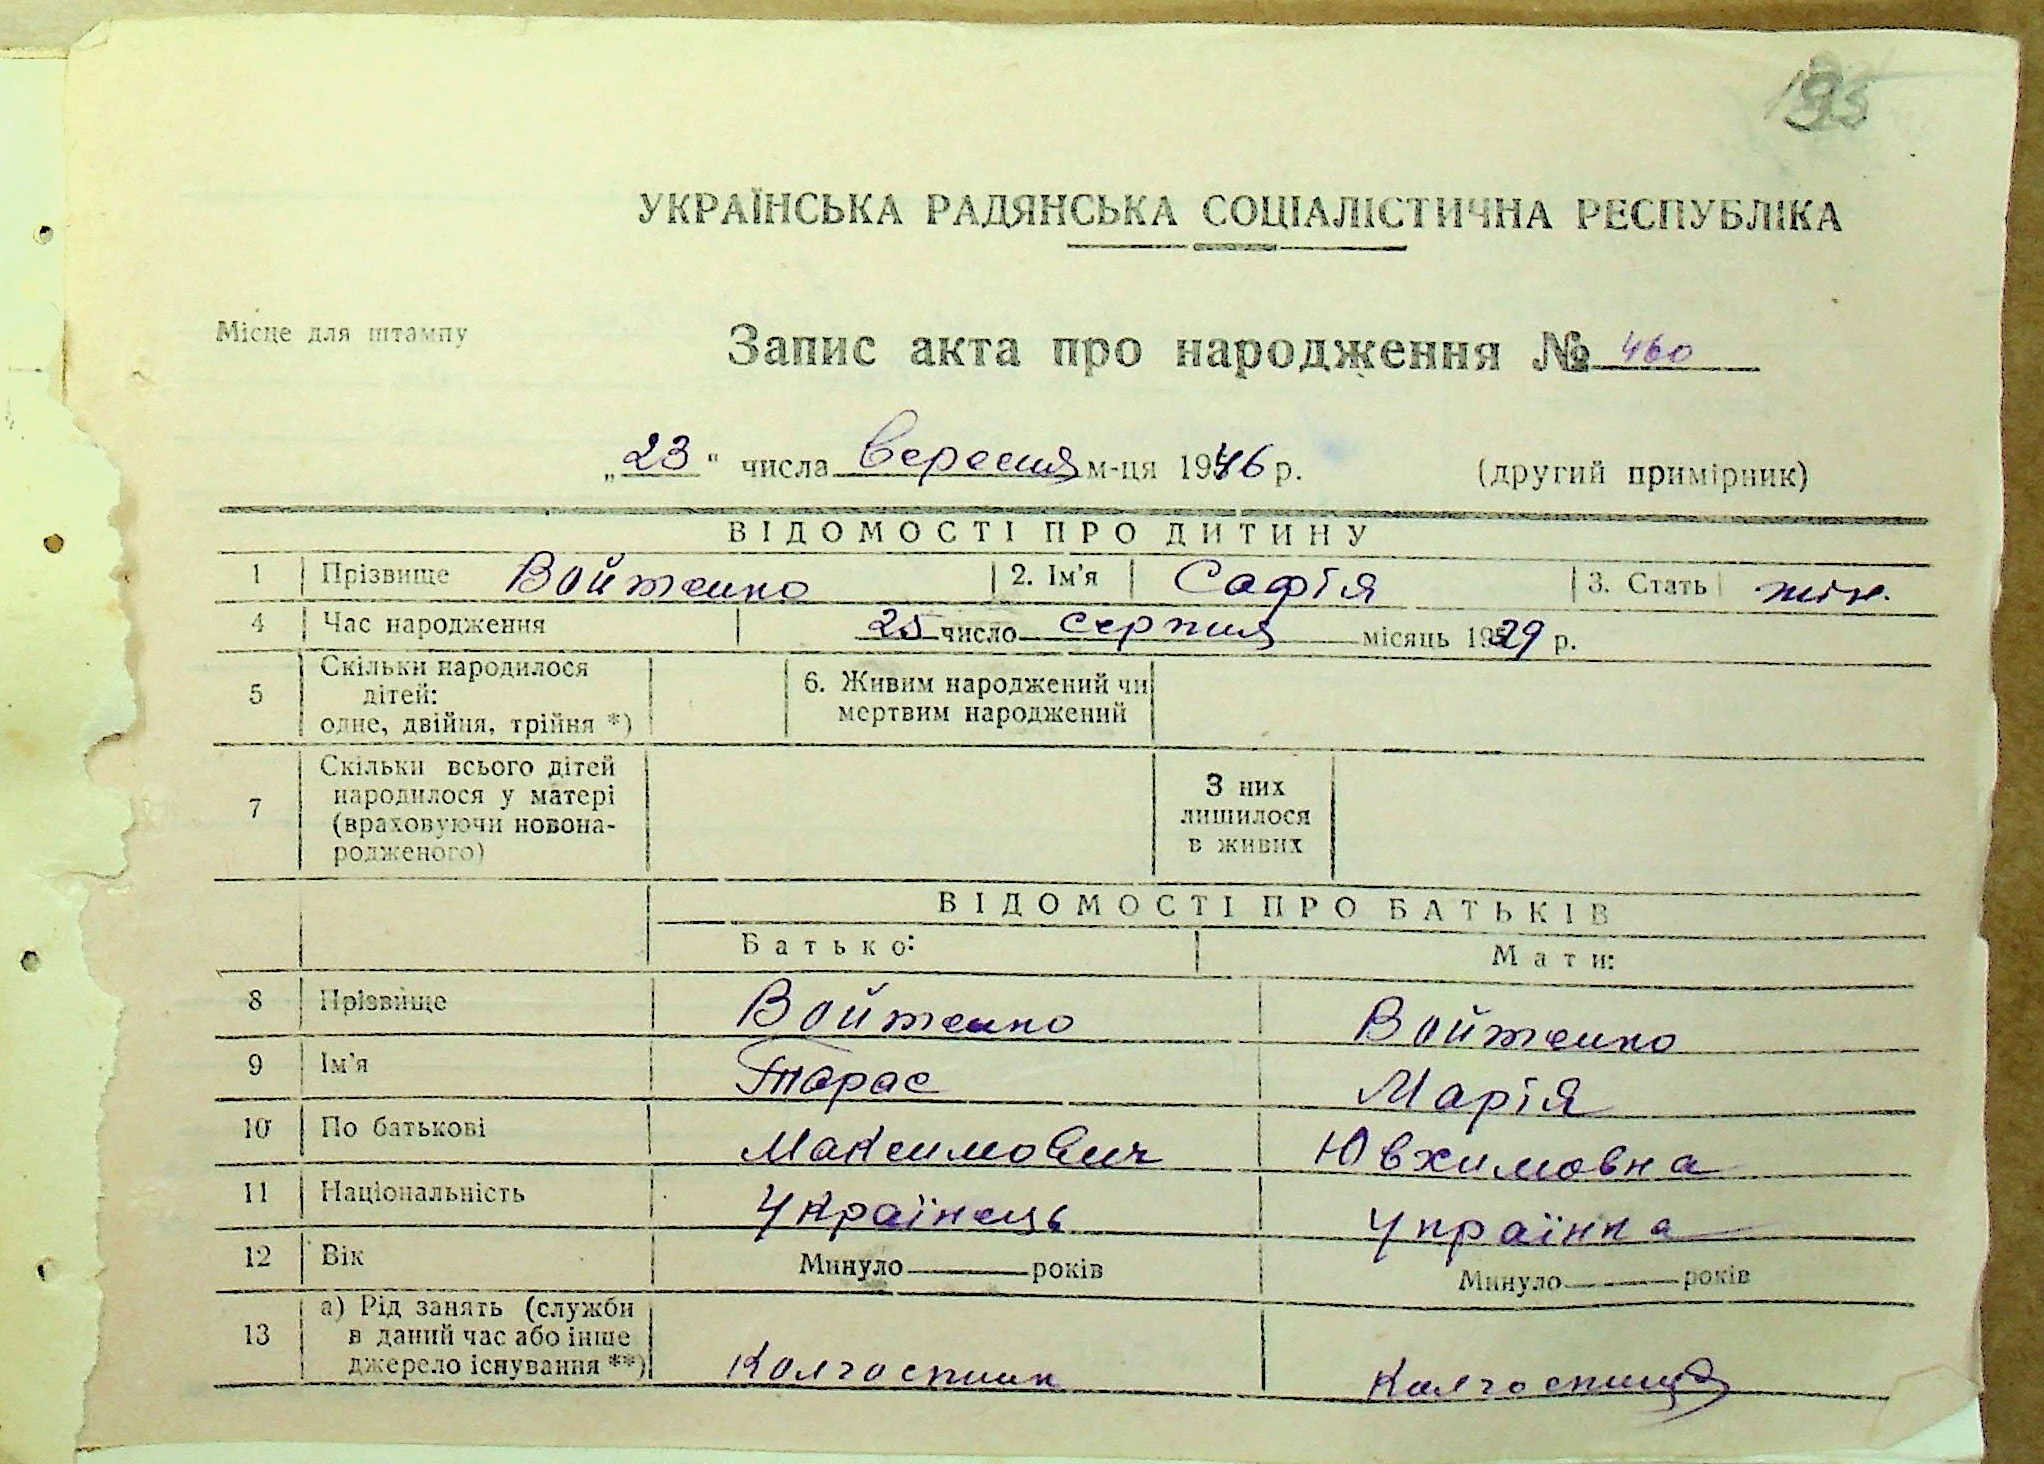 195
УКРАЇНСЬКА РАДЯНСЬКА СОЦІАЛІСТИЧНА РЕСПУБЛІКА
Місце для штампу
Запис акта про народження № 460
„23“ числа вересня м-ця 1946 р. (другий примірник)
ВІДОМОСТІ ПРО ДИТИНУ
1 Прізвище Войтенко 2. Ім'я Софія 3. Стать жін.
4 Час народження 25 число серпня місяць 1929 р.
5 Скільки народилося дітей: одне, двійня, трійня *) 6. Живим народжений чи мертвим народжений
7 Скільки всього дітей народилося у матері (враховуючи новона-родженого) З них лишилося в живих
ВІДОМОСТІ ПРО БАТЬКІВ
Батько: Мати:
8 Прізвище Войтенко Войтенко
9 Ім'я Тарас Марія
10 По батькові Максимович Ювхимовна
11 Національність Українець Українка
12 Вік Минуло років Минуло років
13 а) Рід занять (служби в даний час або інше джерело існування **) Колгоспник Колгоспниця